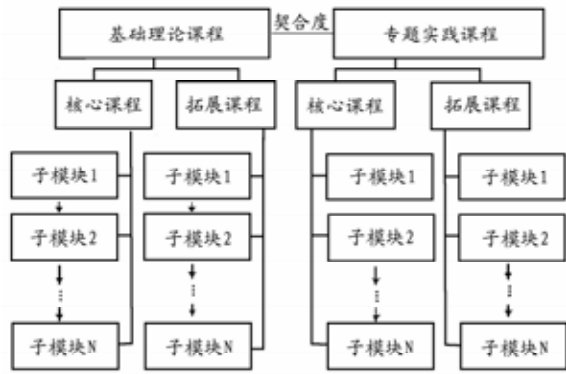 基础理论课程 契合度 专题实践课程
核心课程 拓展课程 核心课程 拓展课程
子模块1 子模块1 子模块1 子模块1
子模块2 子模块2 子模块2 子模块2
子模块N 子模块N 子模块N 子模块N